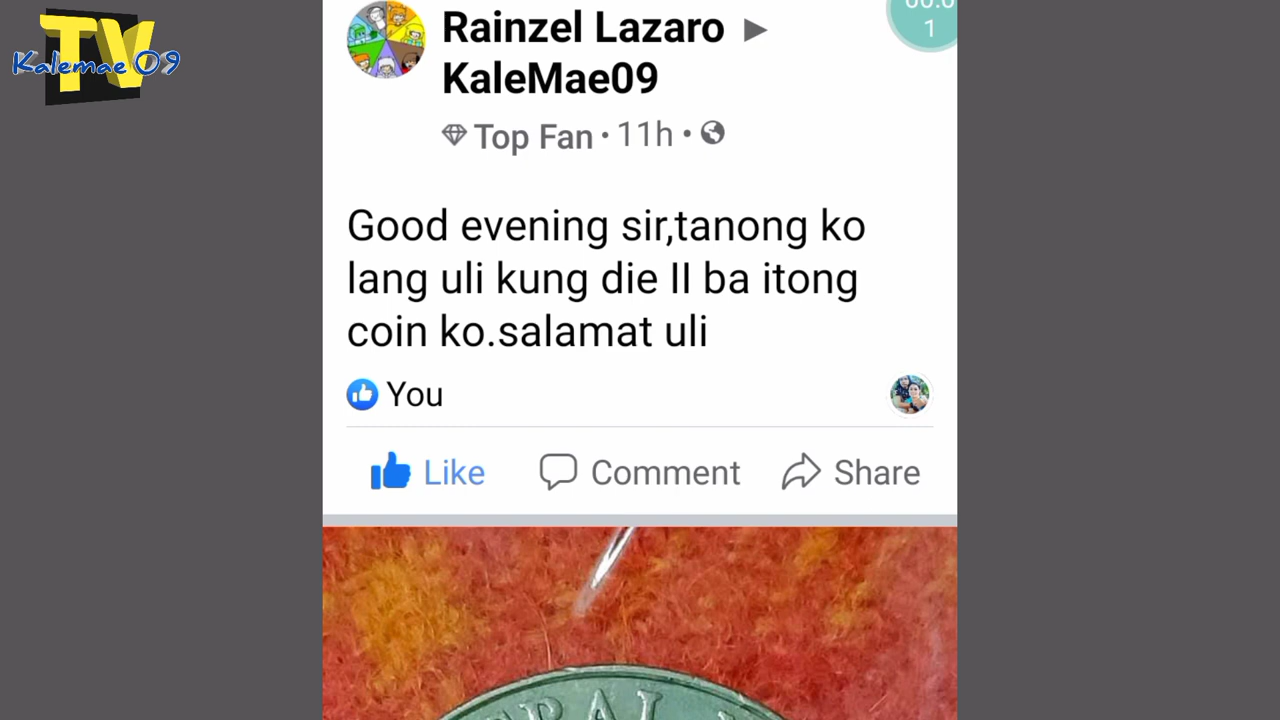 TV
Kalemae 09
Rainzel Lazaro ▶
KaleMae09
Top Fan · 11h ·
1
Good evening sir,tanong ko
lang uli kung die II ba itong
coin ko.salamat uli
You
Like Comment Share